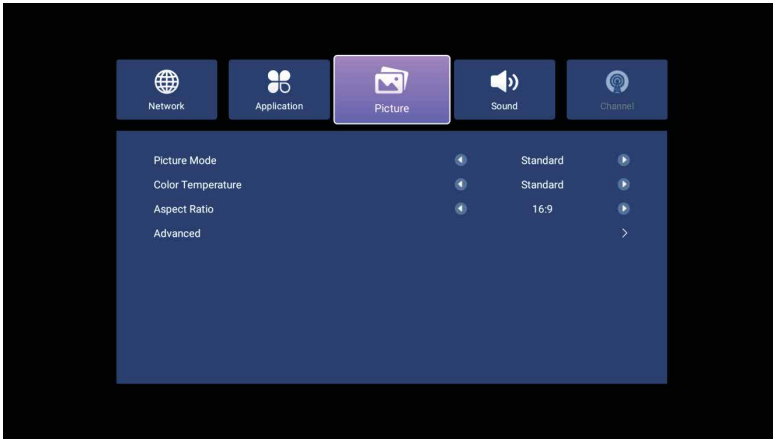 Network Application Picture Sound Channel
Picture Mode Standard
Color Temperature Standard
Aspect Ratio 16:9
Advanced